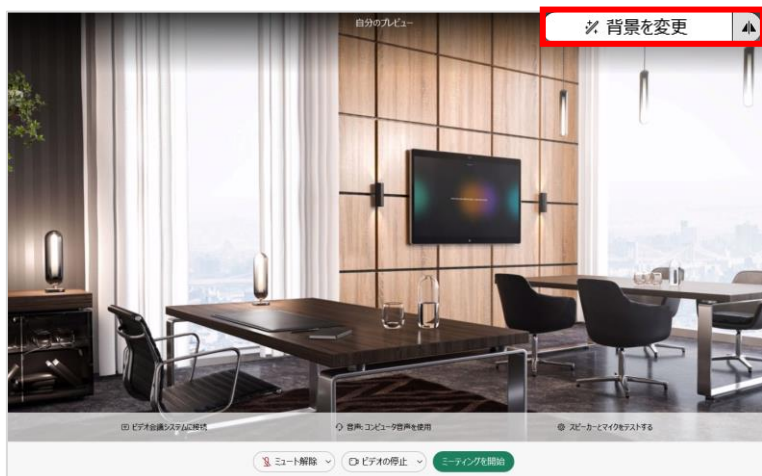 自分のプレビュー
背景を変更
ビデオ会議システムに接続
音声: コンピュータ音声を使用
スピーカーとマイクをテストする
ミュート解除
ビデオの停止
ミーティングを開始